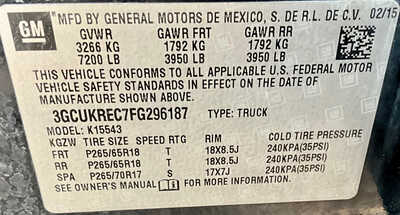 GM *MFD BY GENERAL MOTORS DE MEXICO, S. DE R.L. DE C.V. 02/15
GVWR GAWR FRT GAWR RR
3266 KG 1792 KG 1792 KG
7200 LB 3950 LB 3950 LB
THIS VEHICLE CONFORMS TO ALL APPLICABLE U.S. FEDERAL MOTOR
VEHICLE SAFETY STANDARDS IN EFFECT ON THE DATE OF
MANUFACTURE SHOWN ABOVE.
3GCUKREC7FG296187 TYPE: TRUCK
MODEL: K15543
KGZW TIRE SIZE SPEED RTG RIM COLD TIRE PRESSURE
FRT P265/65R18 T 18X8.5J 240KPA(35PSI)
RR P265/65R18 T 18X8.5J 240KPA(35PSI)
SPA P265/70R17 S 17X7J 240KPA(35PSI)
SEE OWNER'S MANUAL FOR ADDITIONAL INFORMATION.